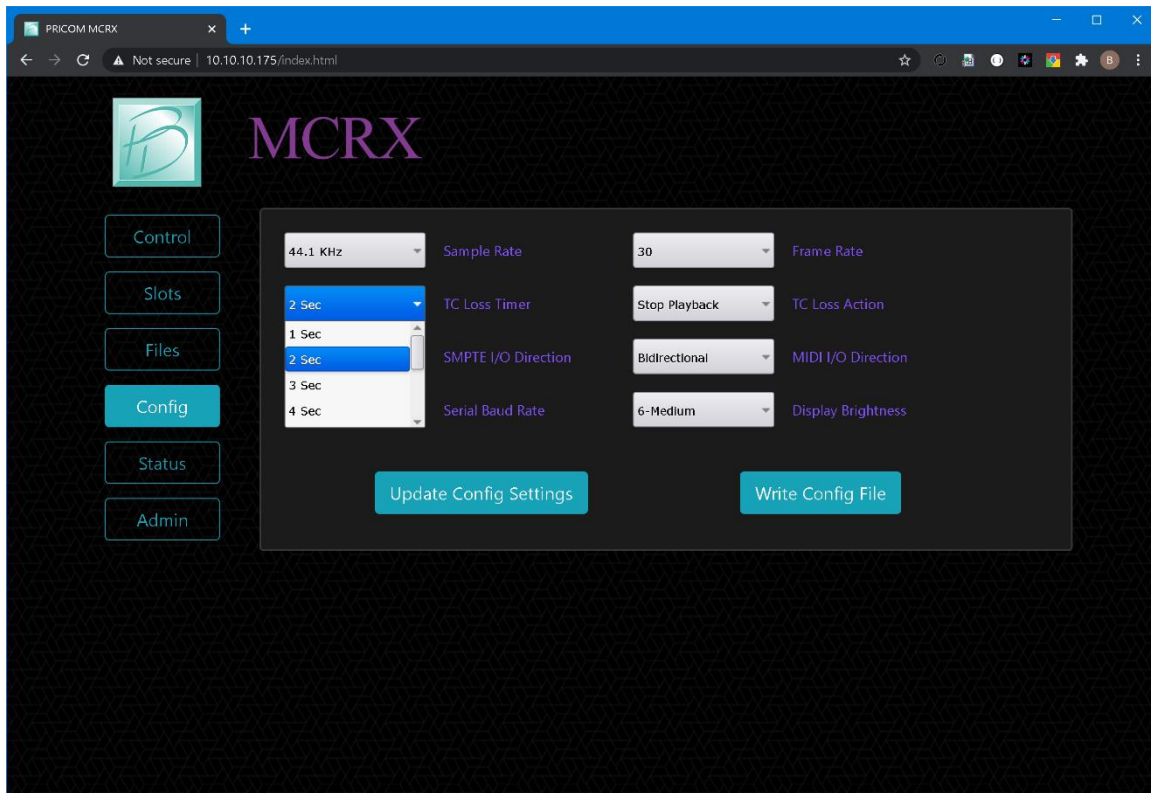 PRICOM MCRX
Not secure | 10.10.10.175/index.html
B
MCRX
Control
Slots
Files
Config
Status
Admin
44.1 KHz Sample Rate 30 Frame Rate
2 Sec TC Loss Timer Stop Playback TC Loss Action
1 Sec
2 Sec SMPTE I/O Direction Bidirectional MIDI I/O Direction
3 Sec
4 Sec Serial Baud Rate 6-Medium Display Brightness
Update Config Settings Write Config File